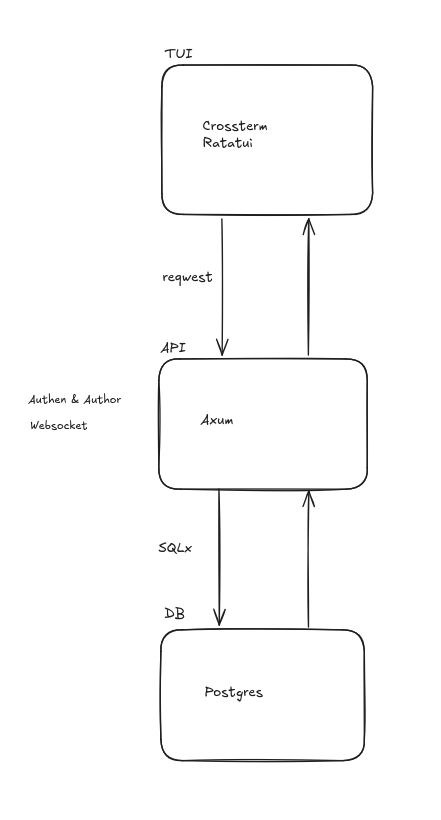 TUI
Crossterm
Ratatui
reqwest
API
Authen & Author
Axum
Websocket
SQLx
DB
Postgres